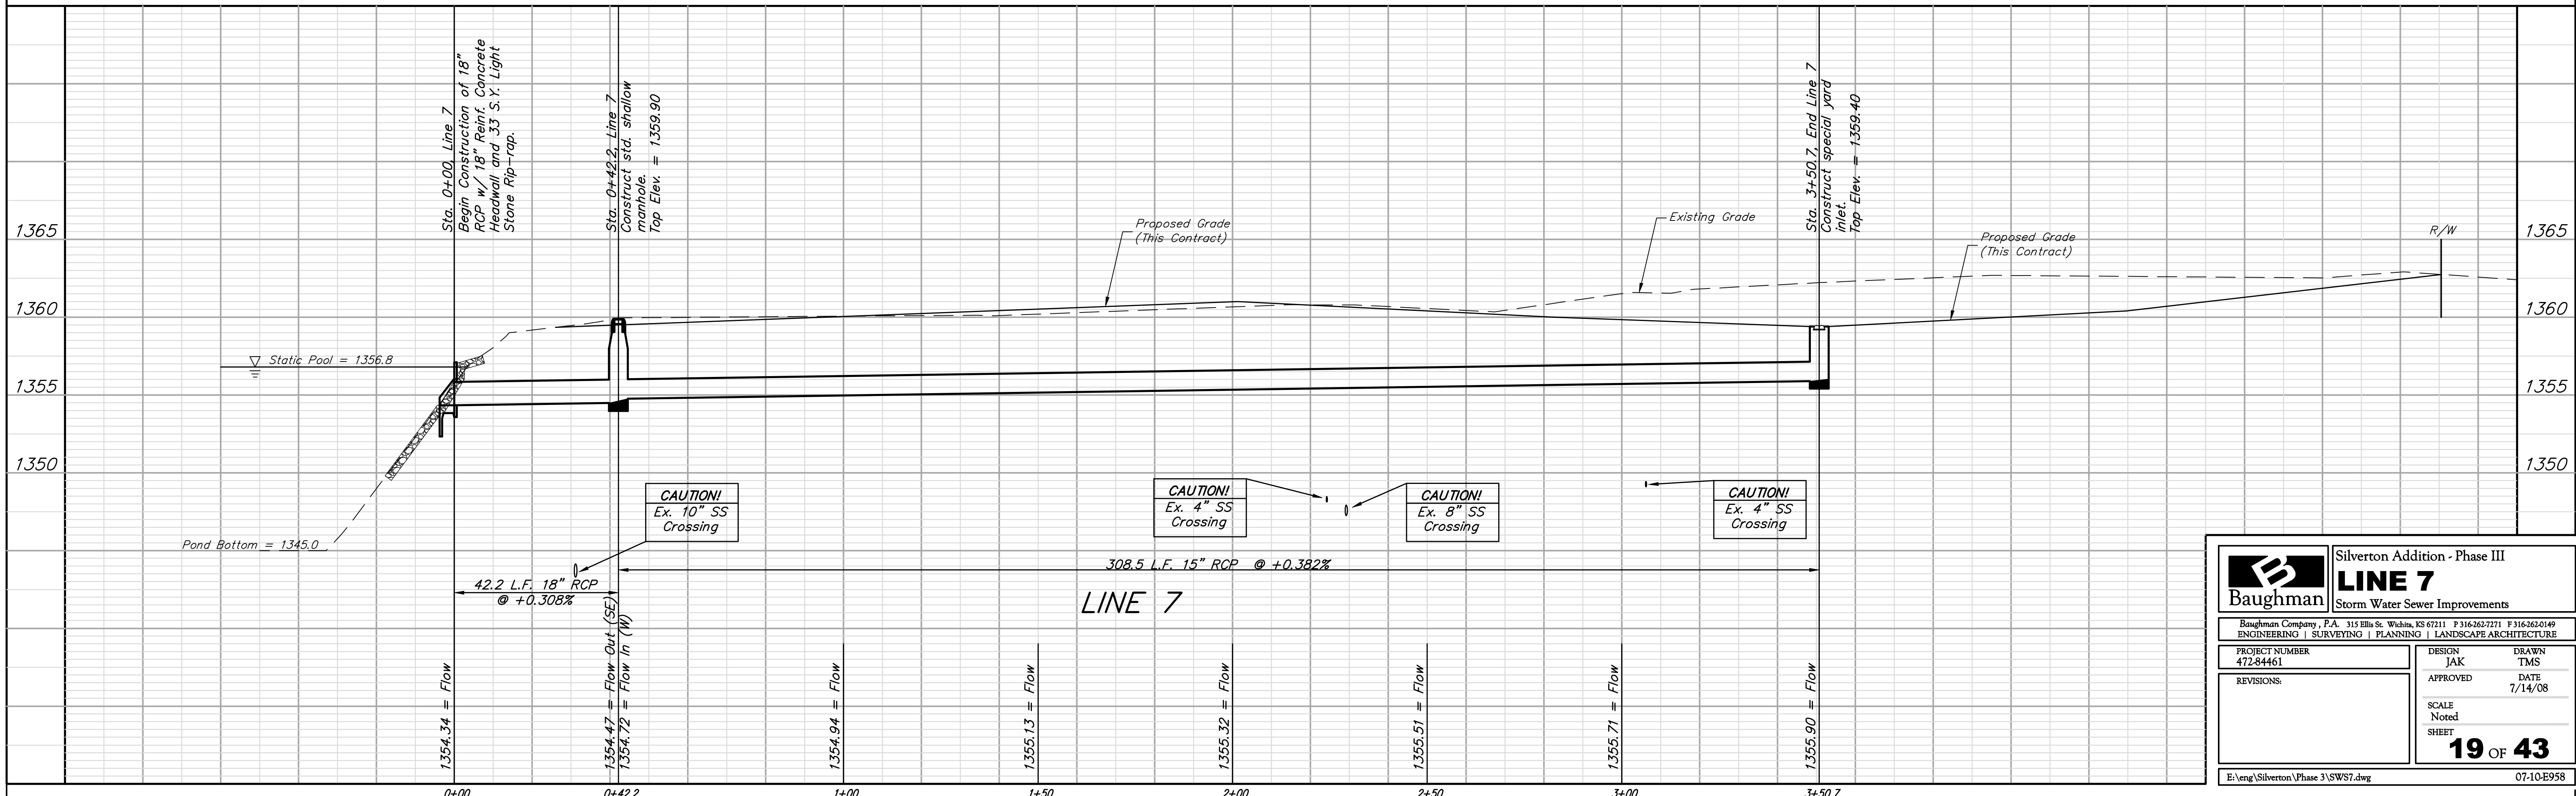 Sta. 0+00, Line 7
Begin Construction of 18"
RCP w/ 18" Reinf. Concrete
Headwall and 33 S.Y. Light
Stone Rip-rap.
Sta. 0+42.2, Line 7
Construct std. shallow
manhole.
Top Elev. = 1359.90
Sta. 3+50.7, End Line 7
Construct special yard
inlet.
Top Elev. = 1359.40
1365
1360
1355
1350
Proposed Grade
(This Contract)
Existing Grade
Proposed Grade
(This Contract)
R/W
1365
1360
1355
1350
Static Pool = 1356.8
Pond Bottom = 1345.0
CAUTION!
Ex. 10" SS
Crossing
CAUTION!
Ex. 4" SS
Crossing
CAUTION!
Ex. 8" SS
Crossing
CAUTION!
Ex. 4" SS
Crossing
42.2 L.F. 18" RCP
@ +0.308%
308.5 L.F. 15" RCP @ +0.382%
LINE 7
1354.34 = Flow
1354.47 = Flow Out (SE)
1354.72 = Flow In (W)
1354.94 = Flow
1355.13 = Flow
1355.32 = Flow
1355.51 = Flow
1355.71 = Flow
1355.90 = Flow
0+00
0+42.2
1+00
1+50
2+00
2+50
3+00
3+50.7
B
Baughman
Silverton Addition - Phase III
LINE 7
Storm Water Sewer Improvements
Baughman Company, P.A. 315 Ellis St. Wichita, KS 67211 P 316-262-7271 F 316-262-0149
ENGINEERING | SURVEYING | PLANNING | LANDSCAPE ARCHITECTURE
PROJECT NUMBER
472-84461
REVISIONS:
DESIGN
JAK
DRAWN
TMS
APPROVED
DATE
7/14/08
SCALE
Noted
SHEET
19 OF 43
E:\eng\Silverton\Phase 3\SWS7.dwg
07-10-E958